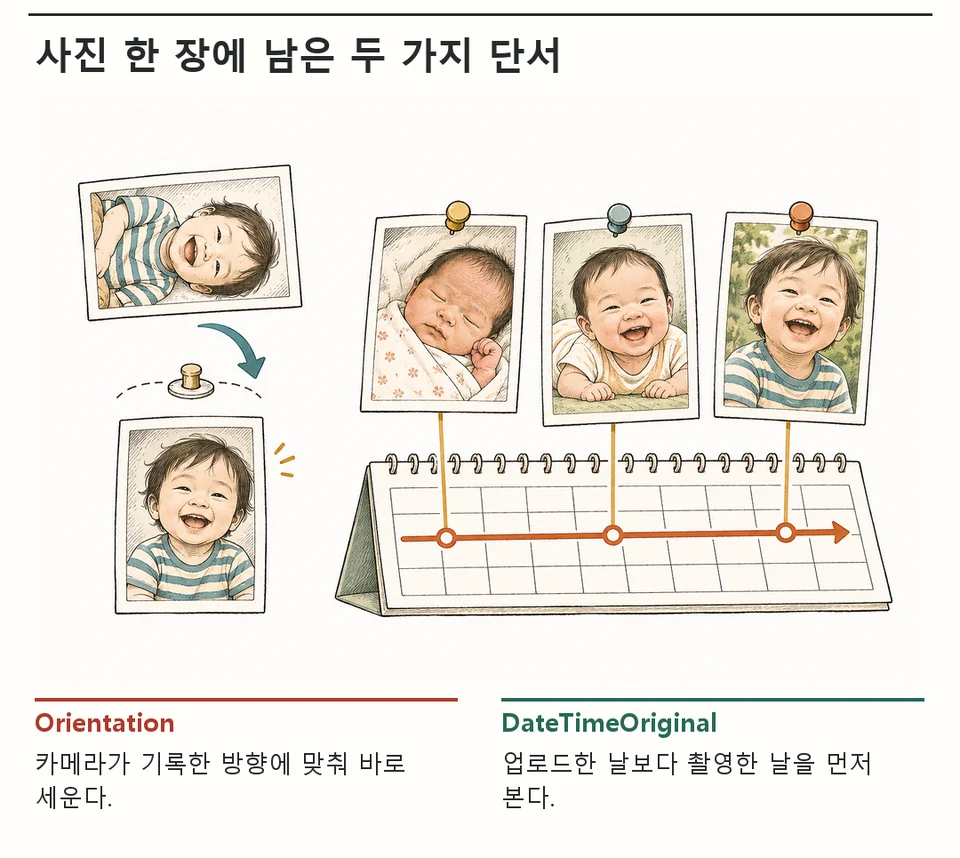 사진 한 장에 남은 두 가지 단서
Orientation
카메라가 기록한 방향에 맞춰 바로
세운다.
DateTimeOriginal
업로드한 날보다 촬영한 날을 먼저
본다.